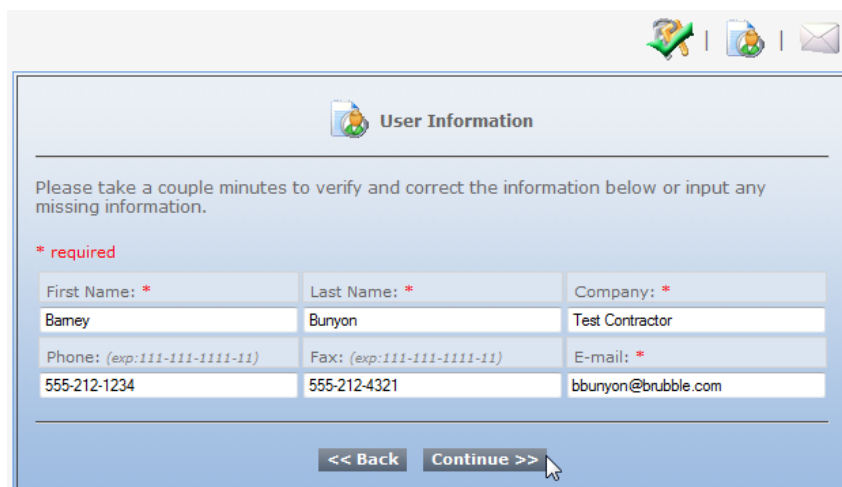 User Information
Please take a couple minutes to verify and correct the information below or input any
missing information.
* required
First Name: * Last Name: * Company: *
Barney Bunyon Test Contractor
Phone: (exp:111-111-1111-11) Fax: (exp:111-111-1111-11) E-mail: *
555-212-1234 555-212-4321 bbunyon@brubble.com
<< Back Continue >>